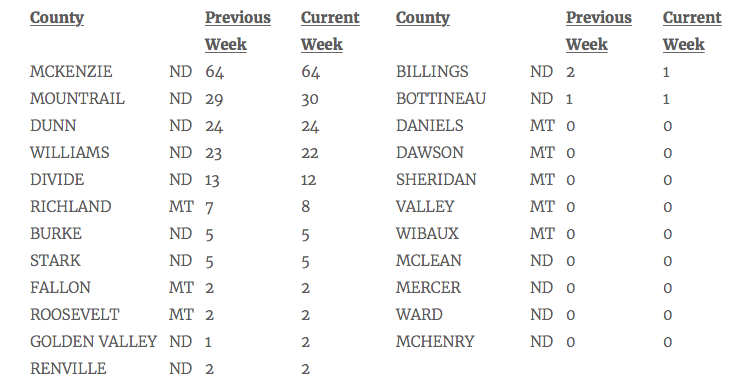 County Previous Week Current Week County Previous Week Current Week
MCKENZIE ND 64 64 BILLINGS ND 2 1
MOUNTRAIL ND 29 30 BOTTINEAU ND 1 1
DUNN ND 24 24 DANIELS MT 0 0
WILLIAMS ND 23 22 DAWSON MT 0 0
DIVIDE ND 13 12 SHERIDAN MT 0 0
RICHLAND MT 7 8 VALLEY MT 0 0
BURKE ND 5 5 WIBAUX MT 0 0
STARK ND 5 5 MCLEAN ND 0 0
FALLON MT 2 2 MERCER ND 0 0
ROOSEVELT MT 2 2 WARD ND 0 0
GOLDEN VALLEY ND 1 2 MCHENRY ND 0 0
RENVILLE ND 2 2